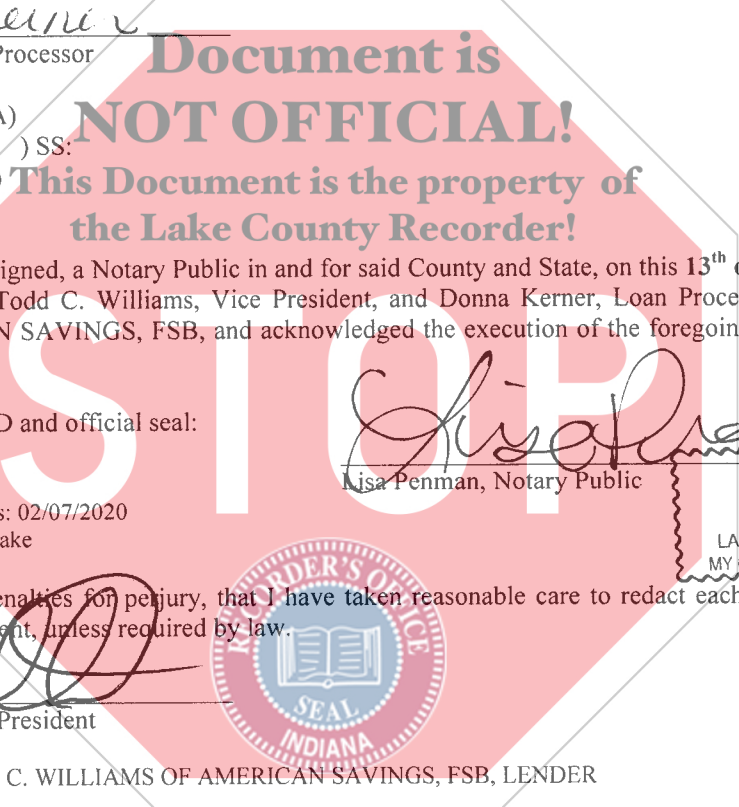 Processor
Document is
NOT OFFICIAL!
) SS:
This Document is the property of
the Lake County Recorder!
igned, a Notary Public in and for said County and State, on this 13th
Todd C. Williams, Vice President, and Donna Kerner, Loan Proce
N SAVINGS, FSB, and acknowledged the execution of the foregoin
STOP
D and official seal:
Lisa Penman, Notary Public
s: 02/07/2020
ake
LA
MY
enalties for perjury, that I have taken reasonable care to redact each
ent, unless required by law.
RECORDER'S OFFICE
SEAL
INDIANA
President
C. WILLIAMS OF AMERICAN SAVINGS, FSB, LENDER